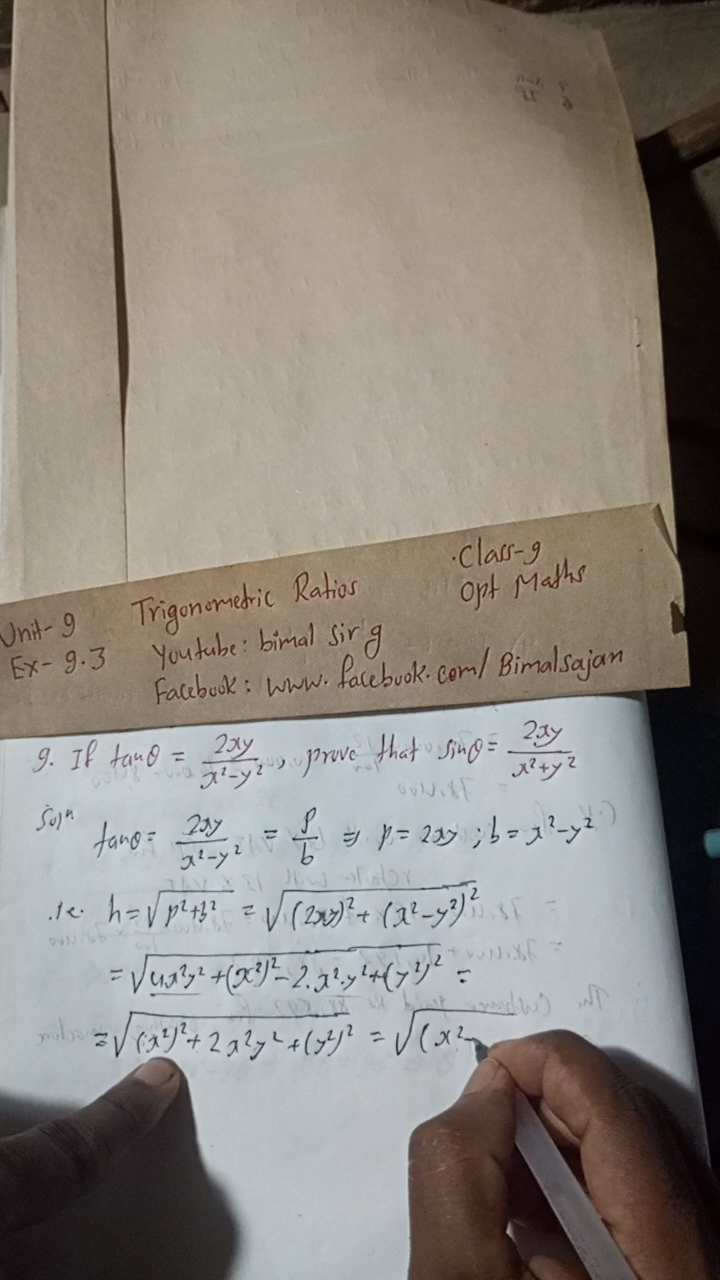 Unit-9 Trigonometric Ratios .Class-9
Ex-9.3 Youtube: bimal sir g Opt Maths
Facebook: www.facebook.com/Bimalsajan
9. If tanθ = 2xy/x²-y², prove that sinθ = 2xy/x²+y²
Solⁿ
tanθ = 2xy/x²-y² = p/b ⇒ p = 2xy ; b = x²-y²
.ie. h = √p²+b² = √(2xy)² + (x²-y²)²
= √4x²y² + (x²)² - 2.x².y² + (y²)² =
= √(x²)² + 2x²y² + (y²)² = √(x²